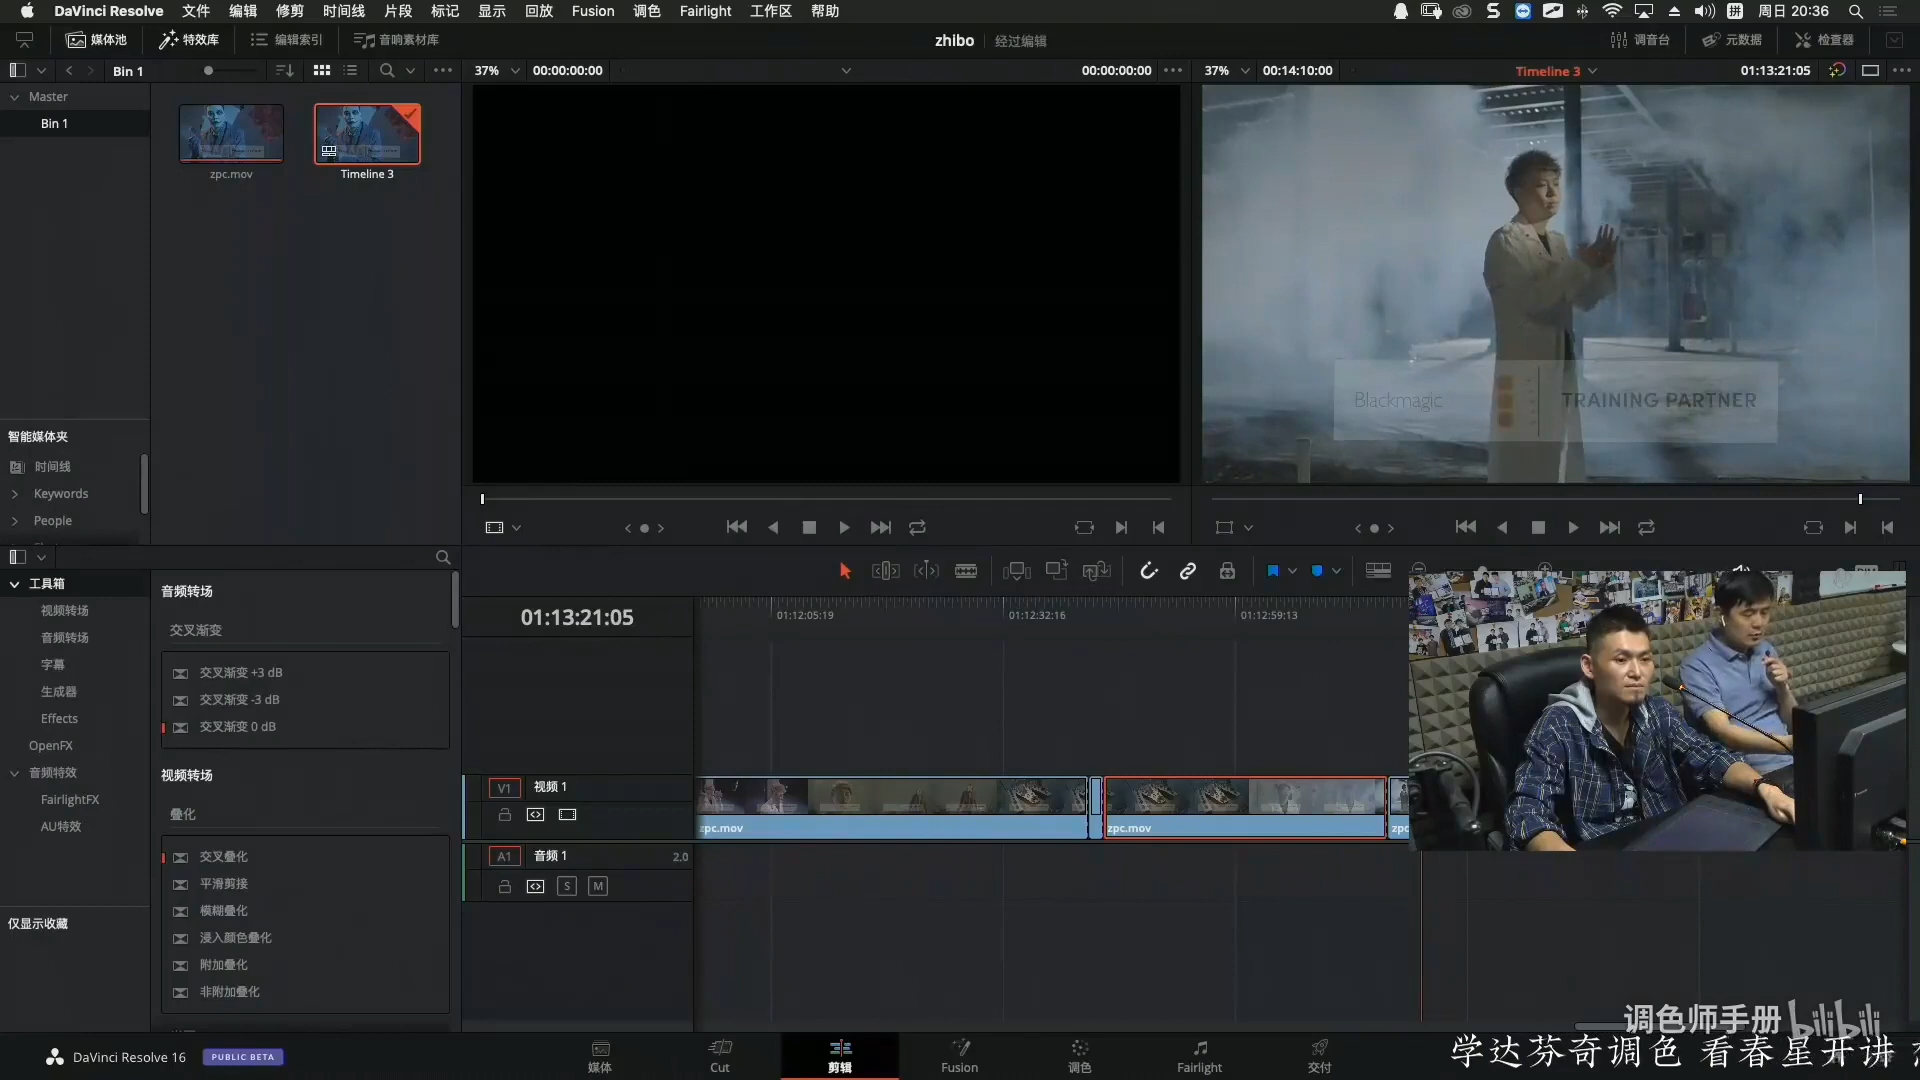 DaVinci Resolve 文件 编辑 修剪 时间线 片段 标记 显示 回放 Fusion 调色 Fairlight 工作区 帮助 拼 周日 20:36
媒体池 特效库 编辑索引 音响素材库 zhibo 经过编辑 调音台 元数据 检查器
Bin 1 37% 00:00:00:00 00:00:00:00 37% 00:14:10:00 Timeline 3 01:13:21:05
Master
Bin 1
zpc.mov Timeline 3
Blackmagic TRAINING PARTNER
智能媒体夹
时间线
Keywords
People
工具箱
视频转场
音频转场
字幕
生成器
Effects
OpenFX
音频特效
FairlightFX
AU特效
仅显示收藏
音频转场
交叉渐变
交叉渐变 +3 dB
交叉渐变 -3 dB
交叉渐变 0 dB
视频转场
叠化
交叉叠化
平滑剪接
模糊叠化
浸入颜色叠化
附加叠化
非附加叠化
01:13:21:05 01:12:05:19 01:12:32:16 01:12:59:13
V1 视频 1
zpc.mov zpc.mov zpc
A1 音频 1 2.0
S M
调色师手册 bilibili
学达芬奇调色 看春星开讲
DaVinci Resolve 16 PUBLIC BETA
媒体 Cut 剪辑 Fusion 调色 Fairlight 交付